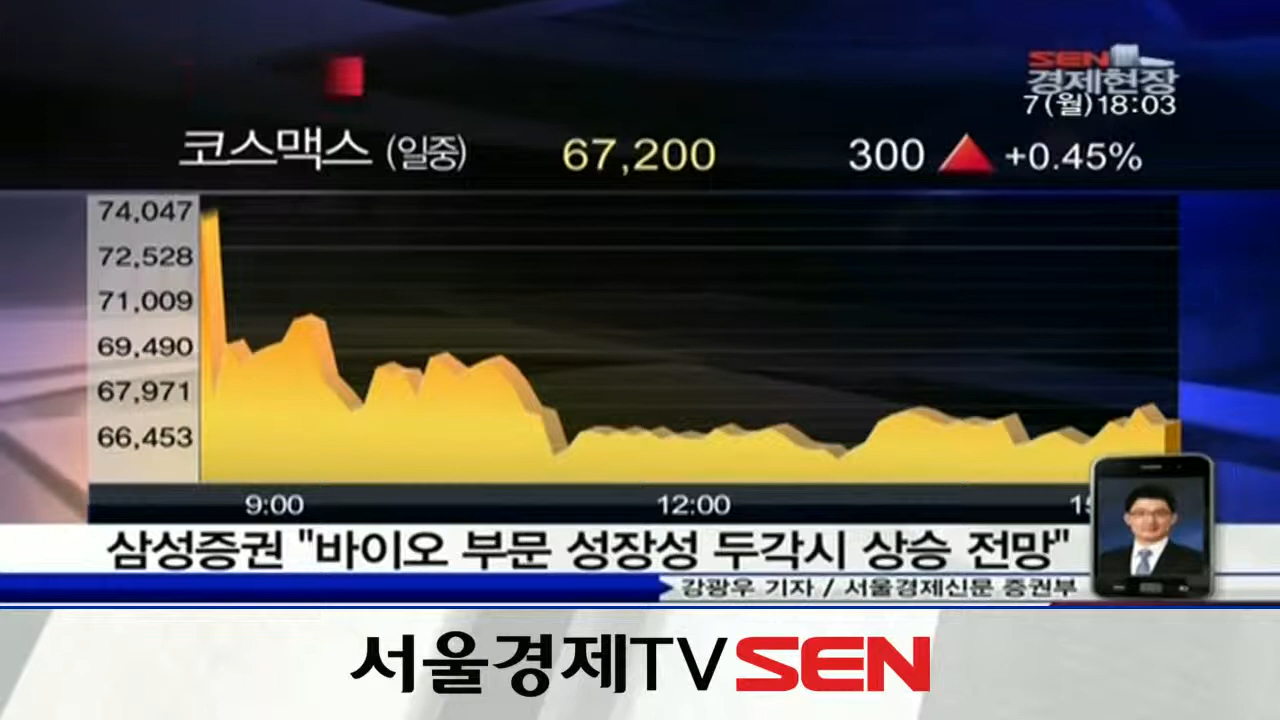 SEN
경제현장
7(월)18:03
코스맥스 (일중) 67,200 300 +0.45%
74,047
72,528
71,009
69,490
67,971
66,453
9:00 12:00
삼성증권 "바이오 부문 성장성 두각시 상승 전망"
강광우 기자 / 서울경제신문 증권부
서울경제TV SEN